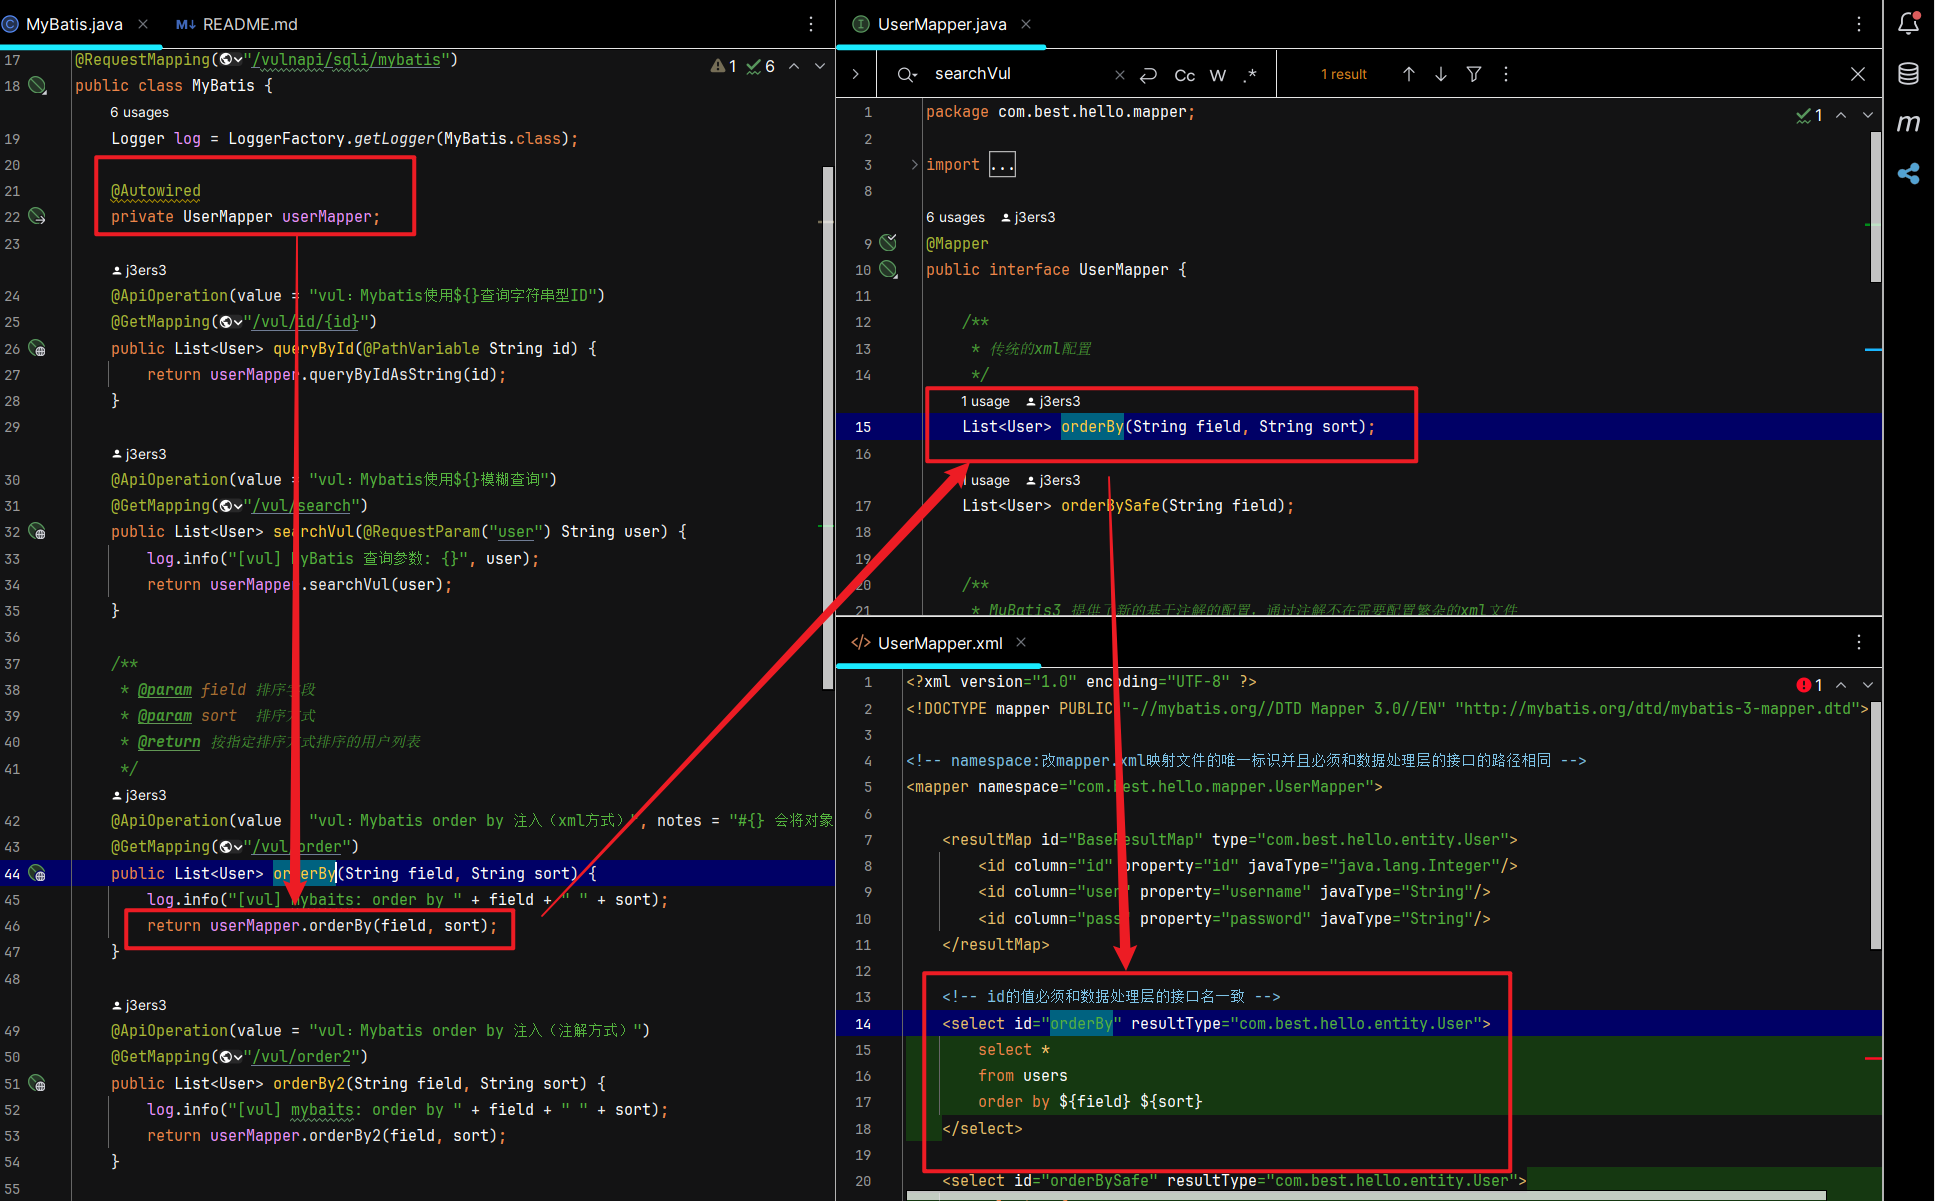 MyBatis.java
README.md
17 @RequestMapping("/vulnapi/sqli/mybatis")
1 6
18 public class MyBatis {
6 usages
19 Logger log = LoggerFactory.getLogger(MyBatis.class);
20
21 @Autowired
22 private UserMapper userMapper;
23
j3ers3
24 @ApiOperation(value = "vul: Mybatis使用${}查询字符串型ID")
25 @GetMapping("/vul/id/{id}")
26 public List<User> queryById(@PathVariable String id) {
27 return userMapper.queryByIdAsString(id);
28 }
29
j3ers3
30 @ApiOperation(value = "vul: Mybatis使用${}模糊查询")
31 @GetMapping("/vul/search")
32 public List<User> searchVul(@RequestParam("user") String user) {
33 log.info("[vul] MyBatis 查询参数: {}", user);
34 return userMapper.searchVul(user);
35 }
36
37 /**
38 * @param field 排序字段
39 * @param sort 排序方式
40 * @return 按指定排序方式排序的用户列表
41 */
j3ers3
42 @ApiOperation(value = "vul: Mybatis order by 注入（xml方式）", notes = "#{} 会将对象
43 @GetMapping("/vul/order")
44 public List<User> orderBy(String field, String sort) {
45 log.info("[vul] mybaits: order by " + field + " " + sort);
46 return userMapper.orderBy(field, sort);
47 }
48
j3ers3
49 @ApiOperation(value = "vul: Mybatis order by 注入（注解方式）")
50 @GetMapping("/vul/order2")
51 public List<User> orderBy2(String field, String sort) {
52 log.info("[vul] mybaits: order by " + field + " " + sort);
53 return userMapper.orderBy2(field, sort);
54 }
55
UserMapper.java
searchVul
Cc W .*
1 result
1 package com.best.hello.mapper;
1
2
3 import ...
8
6 usages j3ers3
9 @Mapper
10 public interface UserMapper {
11
12 /**
13 * 传统的xml配置
14 */
1 usage j3ers3
15 List<User> orderBy(String field, String sort);
16
usage j3ers3
17 List<User> orderBySafe(String field);
18
19
20 /**
21 * MyBatis3 提供了新的基于注解的配置，通过注解不在需要配置繁杂的xml文件
UserMapper.xml
1 <?xml version="1.0" encoding="UTF-8" ?>
1
2 <!DOCTYPE mapper PUBLIC "-//mybatis.org//DTD Mapper 3.0//EN" "http://mybatis.org/dtd/mybatis-3-mapper.dtd">
3
4 <!-- namespace:改mapper.xml映射文件的唯一标识并且必须和数据处理层的接口的路径相同 -->
5 <mapper namespace="com.best.hello.mapper.UserMapper">
6
7 <resultMap id="BaseResultMap" type="com.best.hello.entity.User">
8 <id column="id" property="id" javaType="java.lang.Integer"/>
9 <id column="user" property="username" javaType="String"/>
10 <id column="pass" property="password" javaType="String"/>
11 </resultMap>
12
13 <!-- id的值必须和数据处理层的接口名一致 -->
14 <select id="orderBy" resultType="com.best.hello.entity.User">
15 select *
16 from users
17 order by ${field} ${sort}
18 </select>
19
20 <select id="orderBySafe" resultType="com.best.hello.entity.User">
m